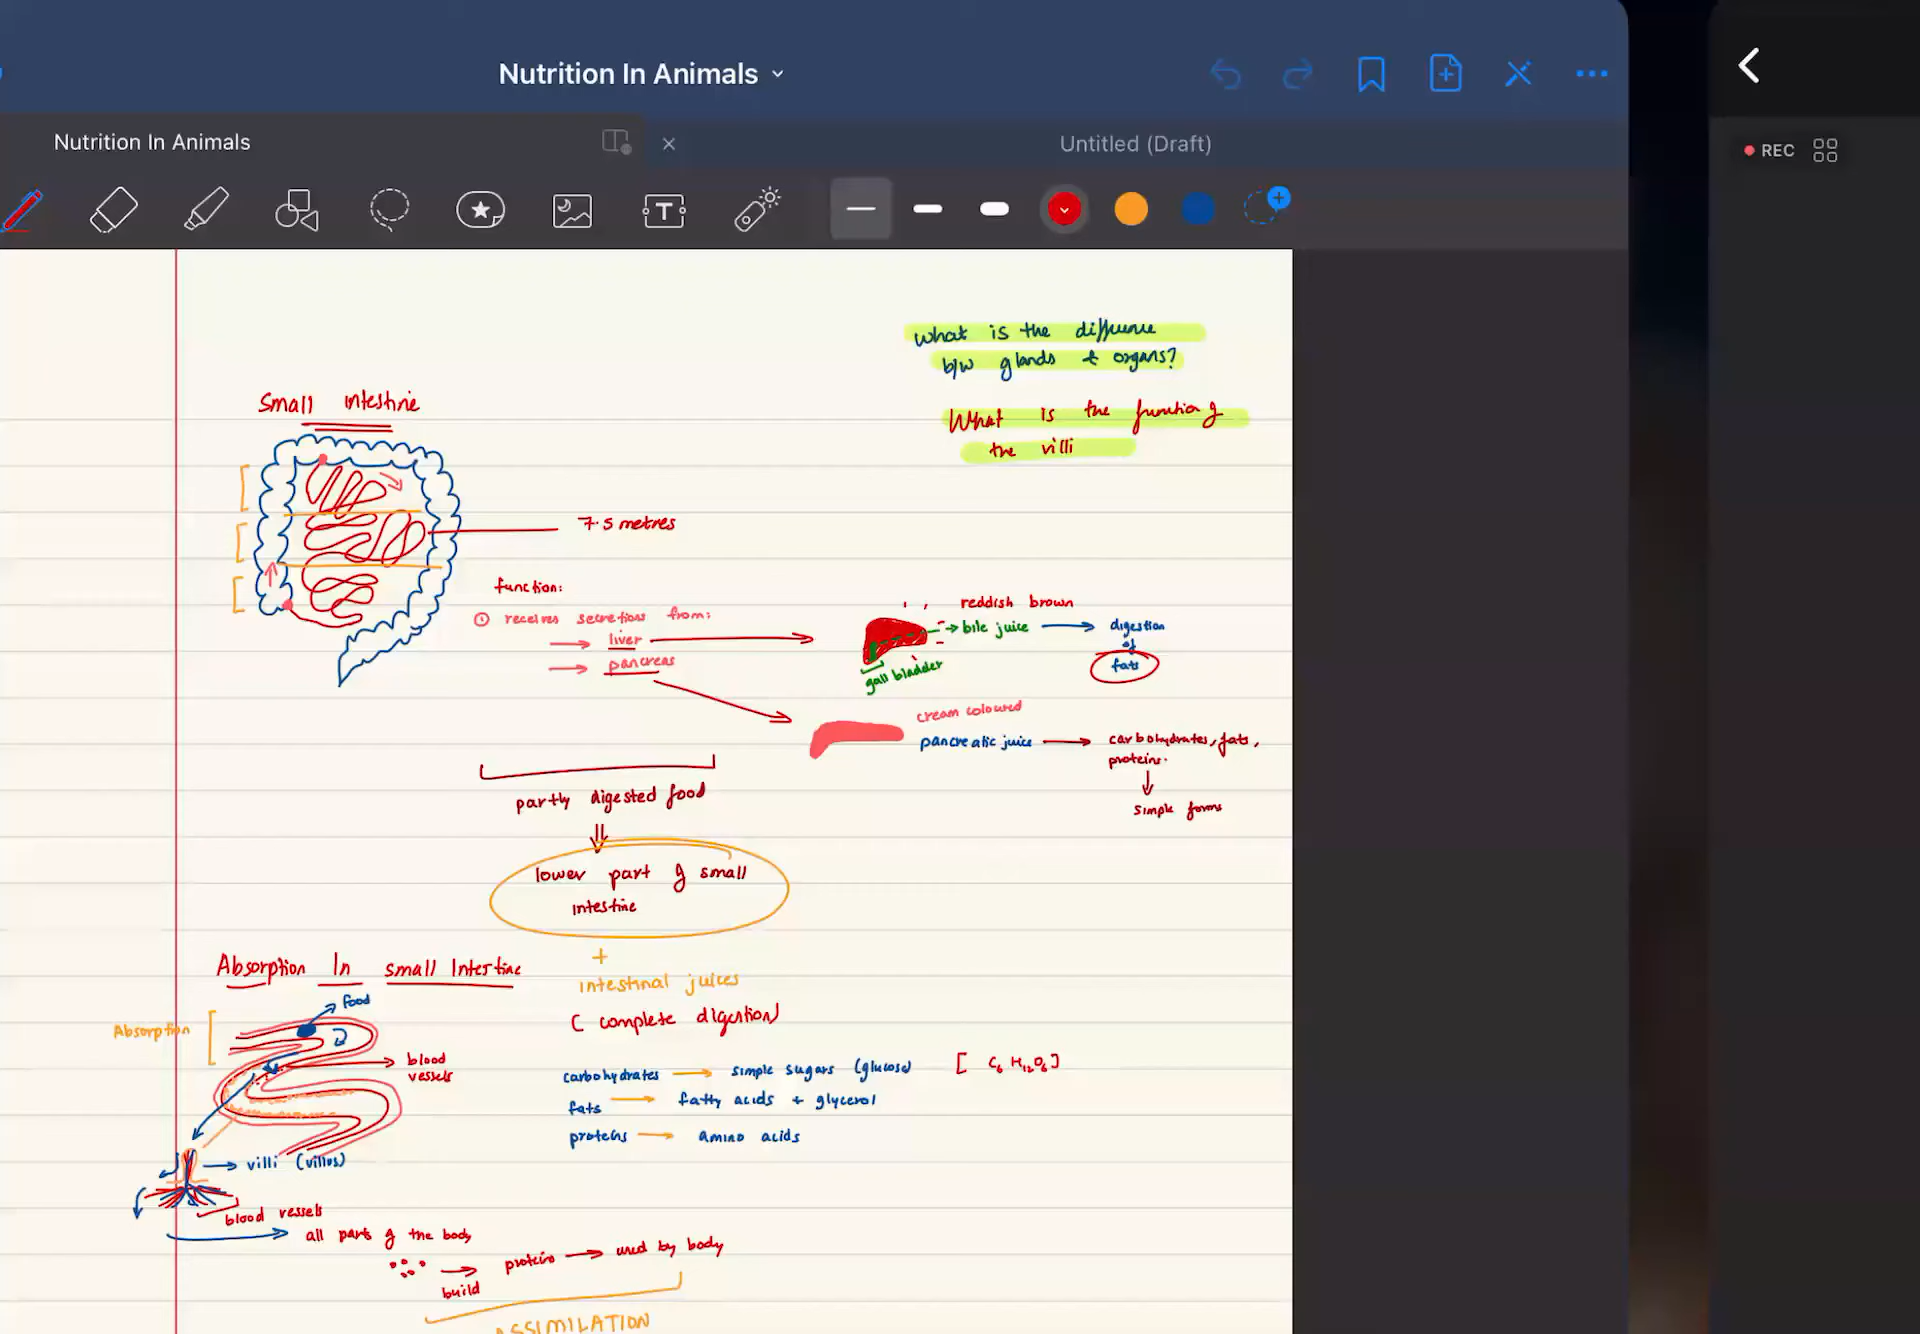 Nutrition In Animals
Nutrition In Animals
Untitled (Draft)
REC
T
what is the difference
b/w glands & organs?
What is the function of
the villi
Small intestine
7.5 metres
function:
① receives secretions from:
→ liver
→ pancreas
reddish brown
→ bile juice → digestion
of
fats
gall bladder
cream coloured
pancreatic juice → carbohydrates, fats,
proteins.
↓
simple forms
partly digested food
⇓
lower part of small
intestine
+
intestinal juices
( complete digestion)
carbohydrates → simple sugars (glucose) [ C6 H12O6 ]
fats → fatty acids + glycerol
proteins → amino acids
Absorption In small Intestine
food
Absorption
blood
vessels
→ villi (villus)
blood vessels
→ all parts of the body
→ build
protein → used by body
ASSIMILATION